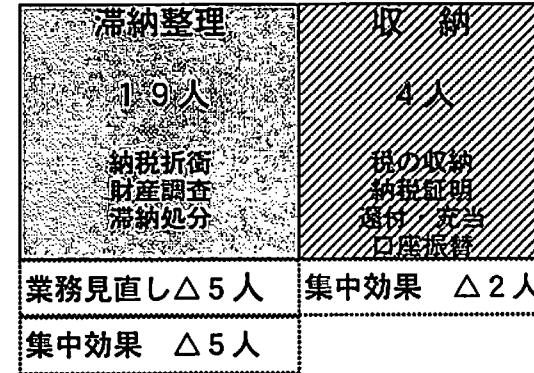 滞納整理
19人
納税折衝
財産調査
滞納処分
業務見直し△5人
集中効果 △5人
収 納
4人
税の収納
納税証明
還付・充当
口座振替
集中効果 △2人